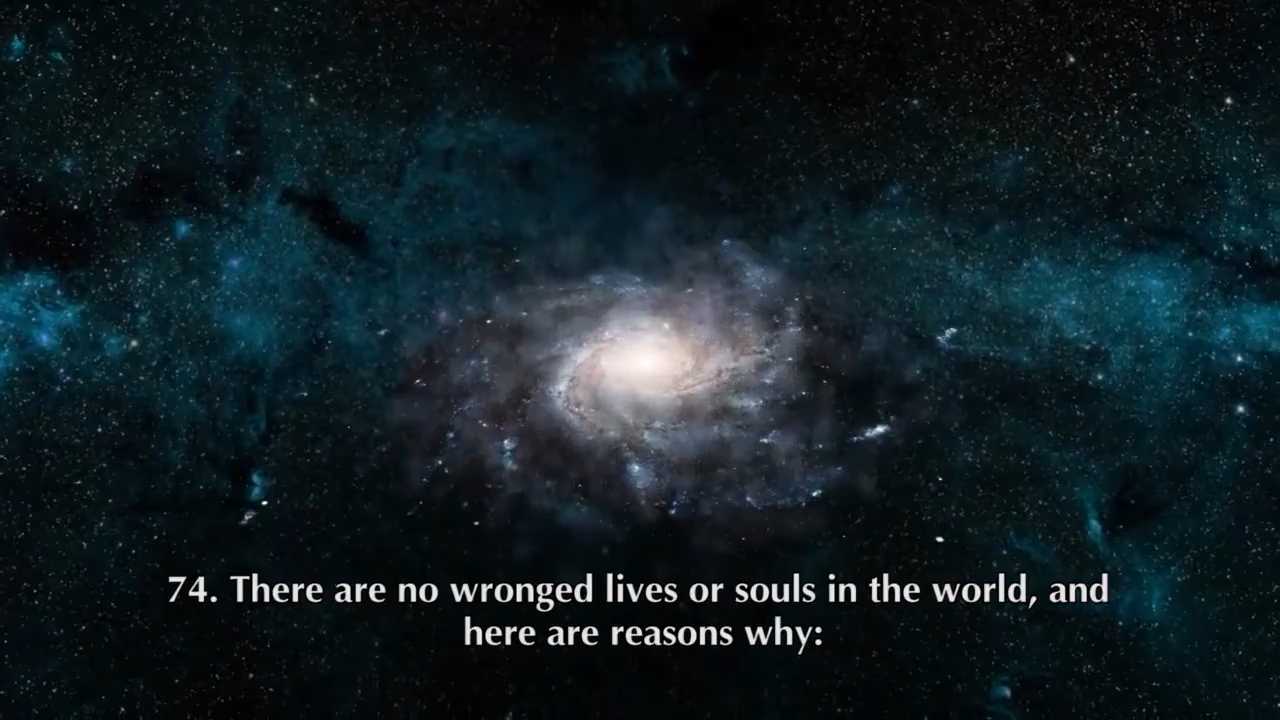 74. There are no wronged lives or souls in the world, and
here are reasons why: